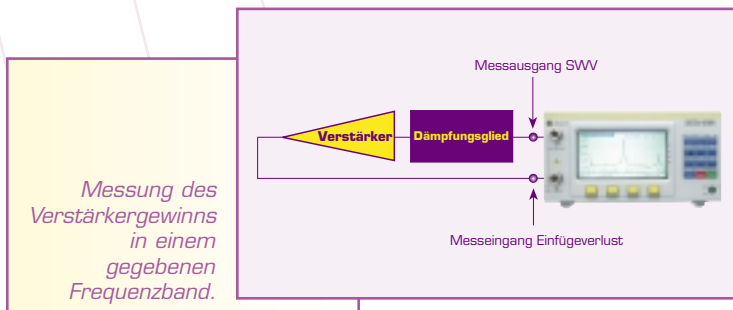 Messausgang SWV
Verstärker
Dämpfungsglied
Messung des
Verstärkergewinns
in einem
gegebenen
Frequenzband.
Messeingang Einfügeverlust